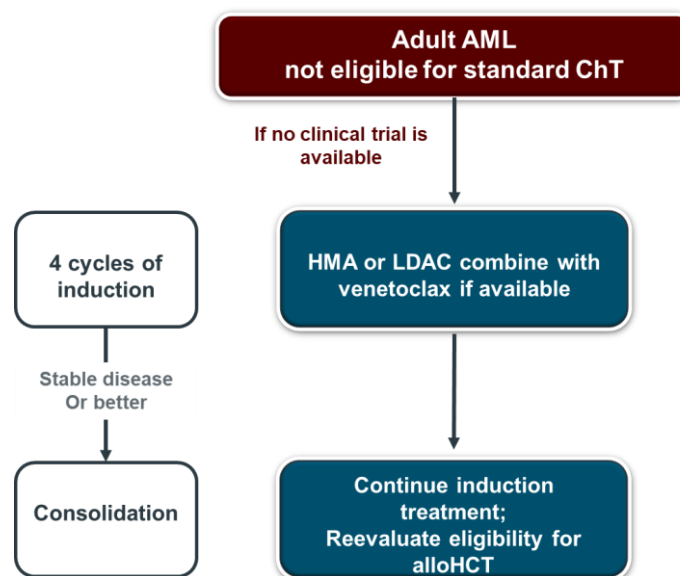 Adult AML
not eligible for standard ChT
If no clinical trial is
available
4 cycles of
induction
HMA or LDAC combine with
venetoclax if available
Stable disease
Or better
Consolidation
Continue induction
treatment;
Reevaluate eligibility for
alloHCT